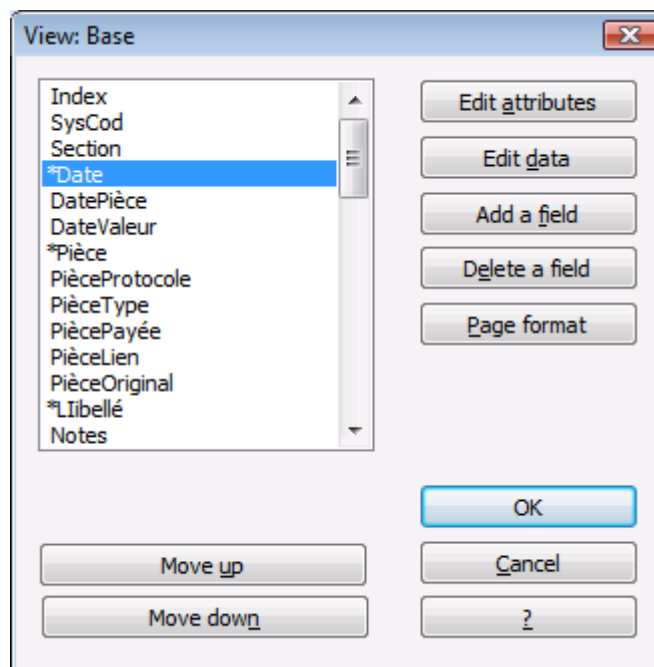 View: Base
Index
SysCod
Section
*Date
DatePièce
DateValeur
*Pièce
PièceProtocole
PièceType
PiècePayée
PièceLien
PièceOriginal
*LIibellé
Notes
Edit attributes
Edit data
Add a field
Delete a field
Page format
OK
Move up
Cancel
Move down
?